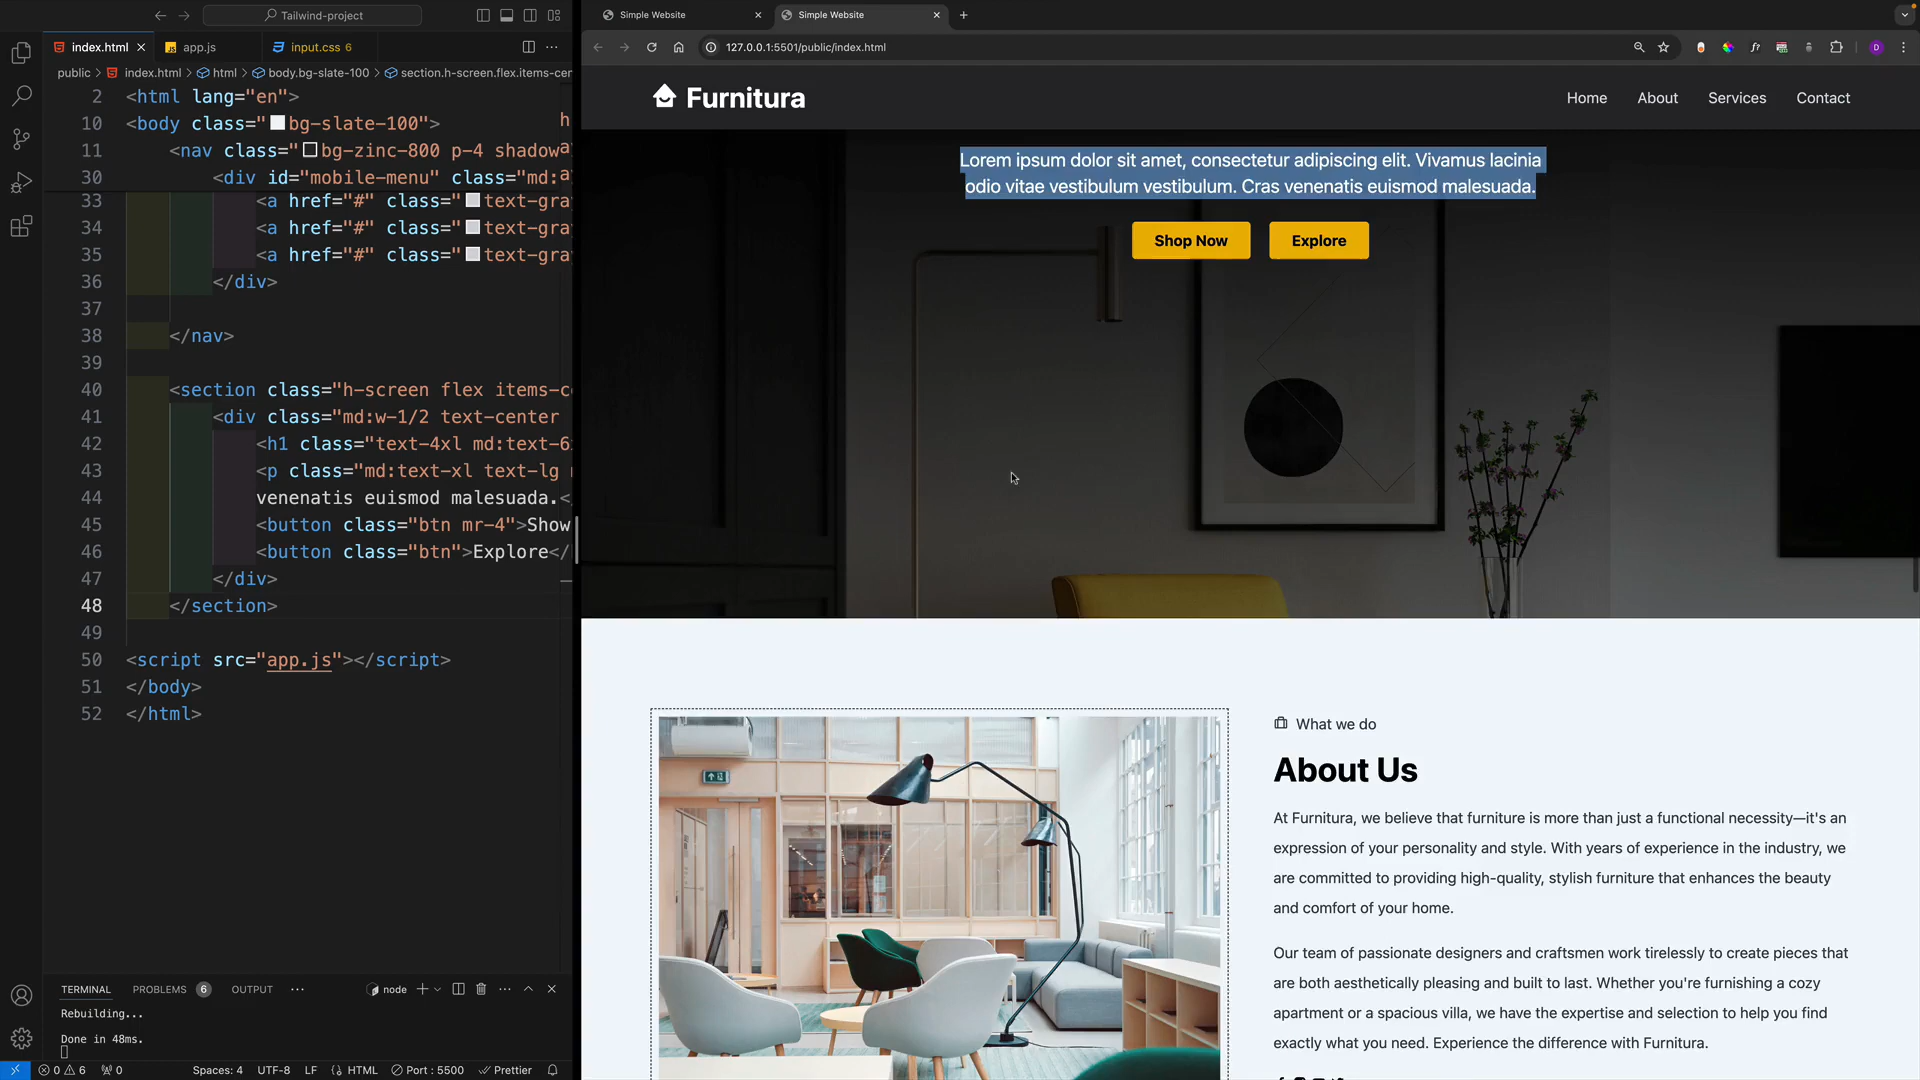 Tailwind-project
index.html
app.js
input.css 6
public > index.html > html > body.bg-slate-100 > section.h-screen.flex.items-cen
2 <html lang="en">
10 <body class="bg-slate-100">
11 <nav class="bg-zinc-800 p-4 shadow
30 <div id="mobile-menu" class="md:
33 <a href="#" class="text-gra
34 <a href="#" class="text-gra
35 <a href="#" class="text-gra
36 </div>
37
38 </nav>
39
40 <section class="h-screen flex items-c
41 <div class="md:w-1/2 text-center
42 <h1 class="text-4xl md:text-6
43 <p class="md:text-xl text-lg
44 venenatis euismod malesuada.<
45 <button class="btn mr-4">Show
46 <button class="btn">Explore</
47 </div>
48 </section>
49
50 <script src="app.js"></script>
51 </body>
52 </html>
TERMINAL PROBLEMS 6 OUTPUT ... node
Rebuilding...
Done in 48ms.
0 6 0 Spaces: 4 UTF-8 LF HTML Port : 5500 Prettier
Simple Website
Simple Website
127.0.0.1:5501/public/index.html
D
Furnitura
Home About Services Contact
Lorem ipsum dolor sit amet, consectetur adipiscing elit. Vivamus lacinia
odio vitae vestibulum vestibulum. Cras venenatis euismod malesuada.
Shop Now
Explore
What we do
About Us
At Furnitura, we believe that furniture is more than just a functional necessity—it's an
expression of your personality and style. With years of experience in the industry, we
are committed to providing high-quality, stylish furniture that enhances the beauty
and comfort of your home.
Our team of passionate designers and craftsmen work tirelessly to create pieces that
are both aesthetically pleasing and built to last. Whether you're furnishing a cozy
apartment or a spacious villa, we have the expertise and selection to help you find
exactly what you need. Experience the difference with Furnitura.